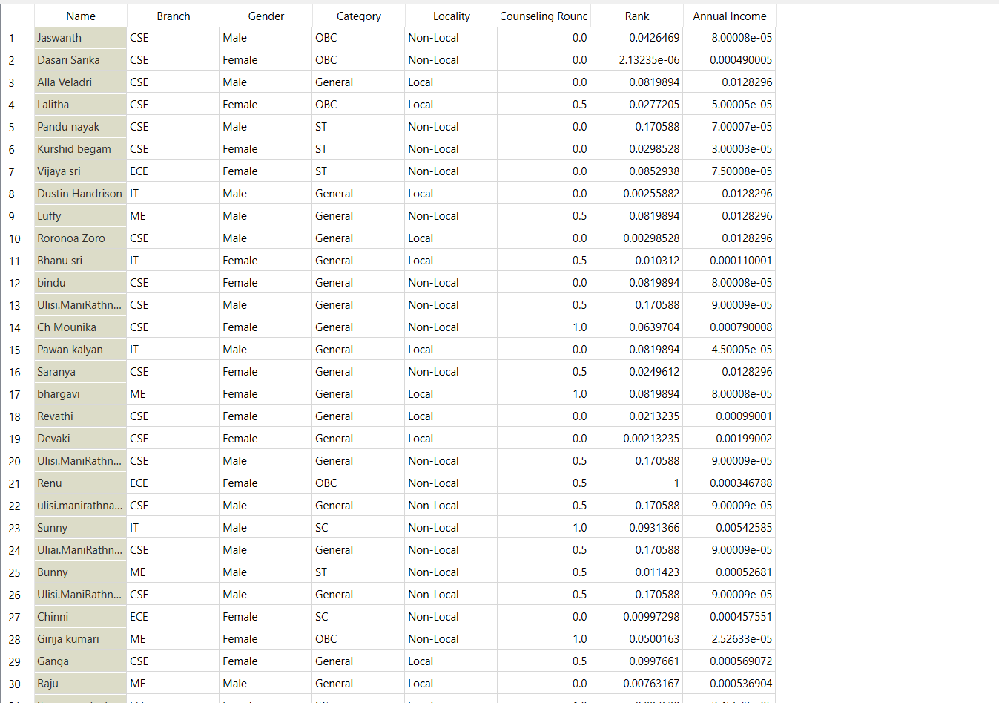 Name Branch Gender Category Locality Counseling Round Rank Annual Income
1 Jaswanth CSE Male OBC Non-Local 0.0 0.0426469 8.00008e-05
2 Dasari Sarika CSE Female OBC Non-Local 0.0 2.13235e-06 0.000490005
3 Alla Veladri CSE Male General Local 0.0 0.0819894 0.0128296
4 Lalitha CSE Female OBC Local 0.5 0.0277205 5.00005e-05
5 Pandu nayak CSE Male ST Non-Local 0.0 0.170588 7.00007e-05
6 Kurshid begam CSE Female ST Non-Local 0.0 0.0298528 3.00003e-05
7 Vijaya sri ECE Female ST Non-Local 0.0 0.0852938 7.50008e-05
8 Dustin Handrison IT Male General Local 0.0 0.00255882 0.0128296
9 Luffy ME Male General Non-Local 0.5 0.0819894 0.0128296
10 Roronoa Zoro CSE Male General Local 0.0 0.00298528 0.0128296
11 Bhanu sri IT Female General Local 0.5 0.010312 0.000110001
12 bindu CSE Female General Non-Local 0.0 0.0819894 8.00008e-05
13 Ulisi.ManiRathn... CSE Male General Non-Local 0.5 0.170588 9.00009e-05
14 Ch Mounika CSE Female General Non-Local 1.0 0.0639704 0.000790008
15 Pawan kalyan IT Male General Local 0.0 0.0819894 4.50005e-05
16 Saranya CSE Female General Non-Local 0.5 0.0249612 0.0128296
17 bhargavi ME Female General Local 1.0 0.0819894 8.00008e-05
18 Revathi CSE Female General Local 0.0 0.0213235 0.00099001
19 Devaki CSE Female General Local 0.0 0.00213235 0.00199002
20 Ulisi.ManiRathn... CSE Male General Non-Local 0.5 0.170588 9.00009e-05
21 Renu ECE Female OBC Non-Local 0.5 1 0.000346788
22 ulisi.manirathna... CSE Male General Non-Local 0.5 0.170588 9.00009e-05
23 Sunny IT Male SC Non-Local 1.0 0.0931366 0.00542585
24 Uliai.ManiRathn... CSE Male General Non-Local 0.5 0.170588 9.00009e-05
25 Bunny ME Male ST Non-Local 0.5 0.011423 0.00052681
26 Ulisi.ManiRathn... CSE Male General Non-Local 0.5 0.170588 9.00009e-05
27 Chinni ECE Female SC Non-Local 0.0 0.00997298 0.000457551
28 Girija kumari ME Female OBC Non-Local 1.0 0.0500163 2.52633e-05
29 Ganga CSE Female General Local 0.5 0.0997661 0.000569072
30 Raju ME Male General Local 0.0 0.00763167 0.000536904